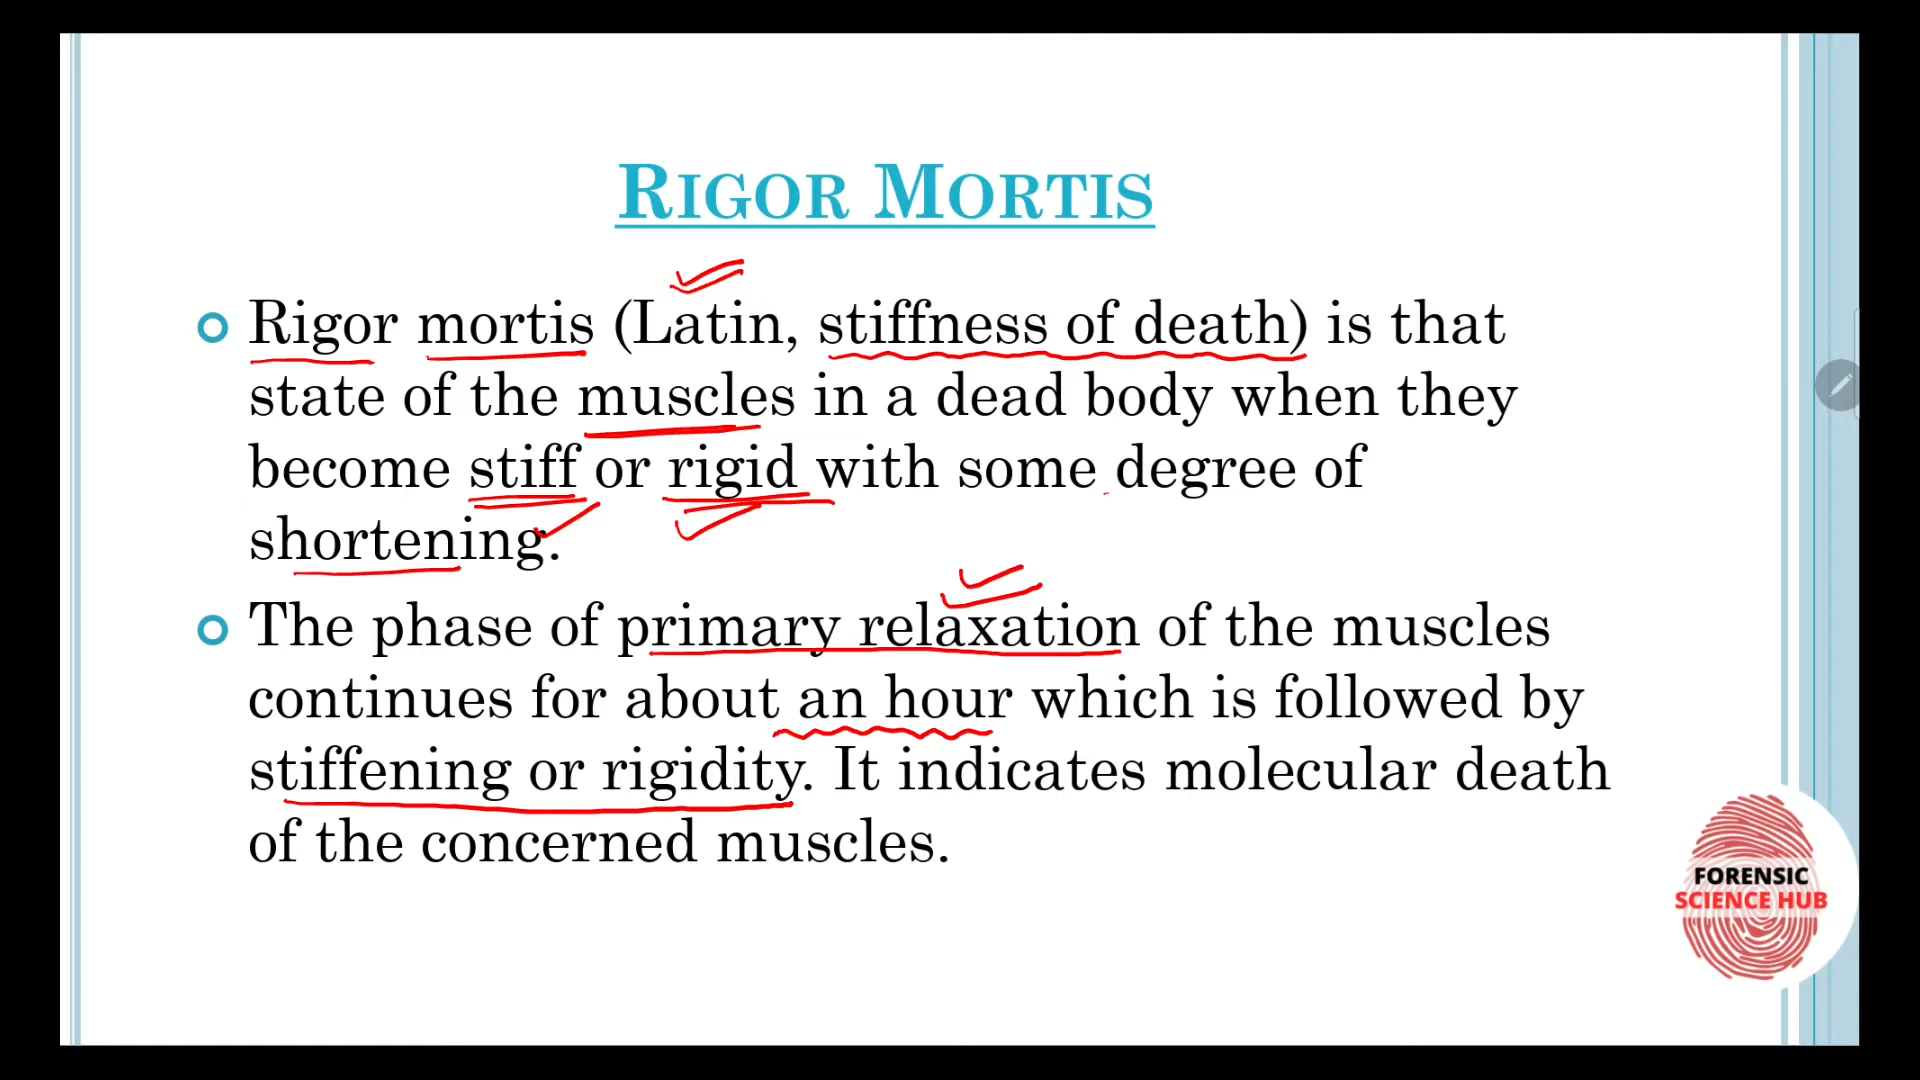 RIGOR MORTIS
Rigor mortis (Latin, stiffness of death) is that
state of the muscles in a dead body when they
become stiff or rigid with some degree of
shortening.
The phase of primary relaxation of the muscles
continues for about an hour which is followed by
stiffening or rigidity. It indicates molecular death
of the concerned muscles.
FORENSIC
SCIENCE HUB